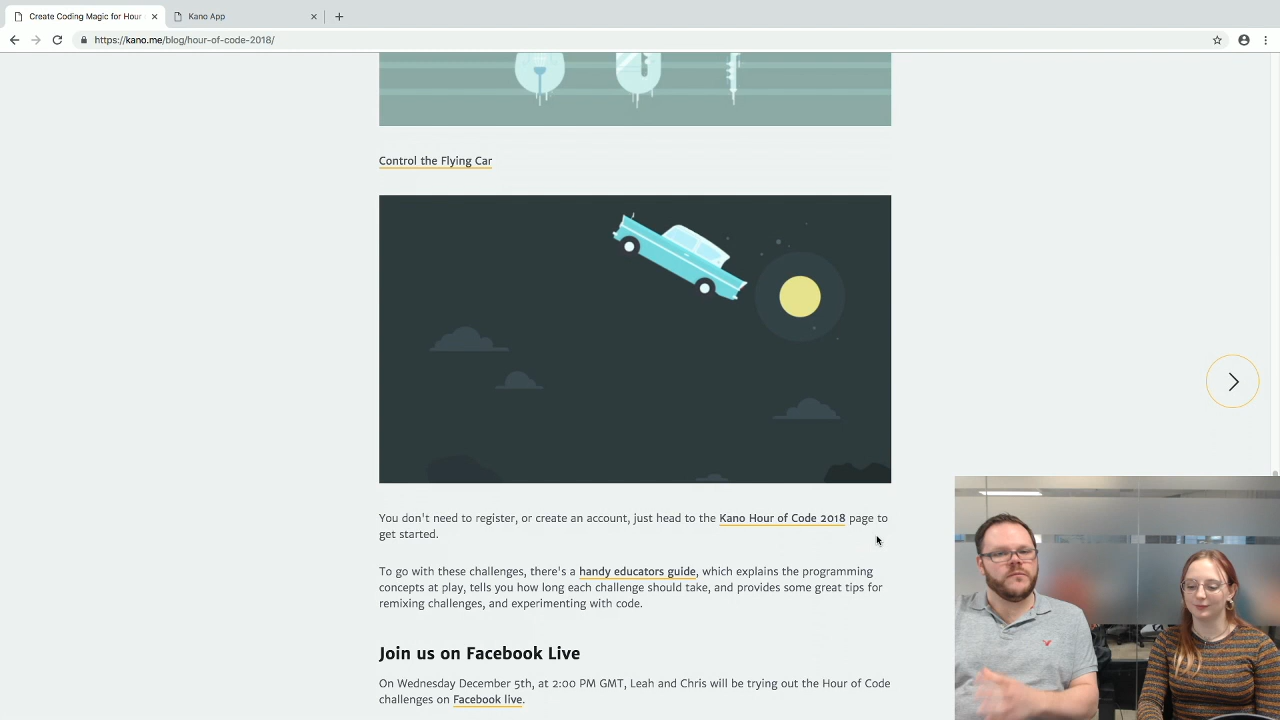 Create Coding Magic for Hour
Kano App
https://kano.me/blog/hour-of-code-2018/
Control the Flying Car
You don't need to register, or create an account, just head to the Kano Hour of Code 2018 page to
get started.
To go with these challenges, there's a handy educators guide, which explains the programming
concepts at play, tells you how long each challenge should take, and provides some great tips for
remixing challenges, and experimenting with code.
Join us on Facebook Live
On Wednesday December 5th, at 2:10 PM GMT, Leah and Chris will be trying out the Hour of Code
challenges on Facebook live.